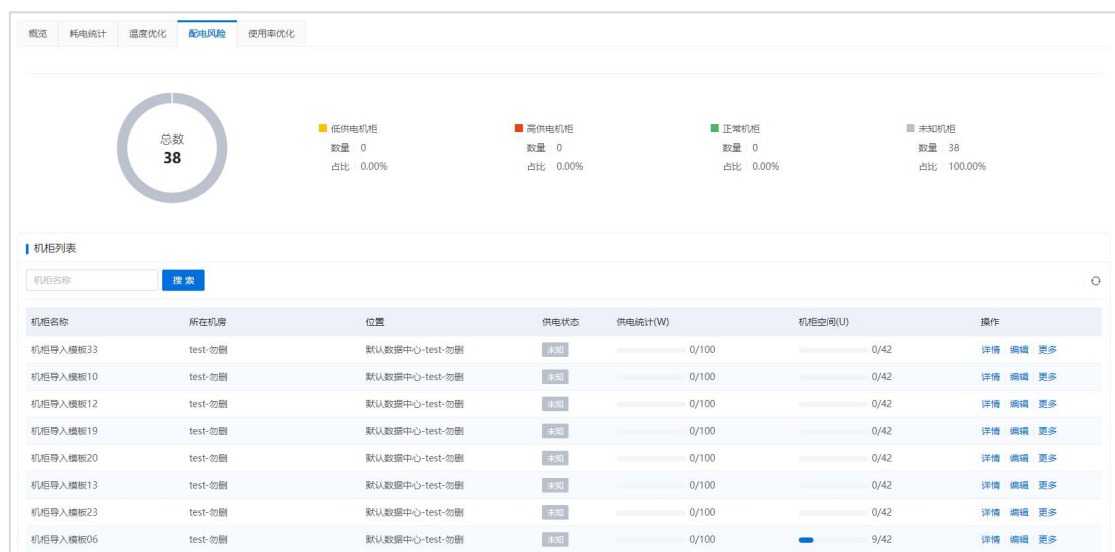 概览 耗电统计 温度优化 配电风险 使用率优化
总数
38
低供电机柜
数量 0
占比 0.00%
高供电机柜
数量 0
占比 0.00%
正常机柜
数量 0
占比 0.00%
未知机柜
数量 38
占比 100.00%
机柜列表
机柜名称 搜索
机柜名称 所在机房 位置 供电状态 供电统计(W) 机柜空间(U) 操作
机柜导入模板33 test-勿删 默认数据中心-test-勿删 未知 0/100 0/42 详情 编辑 更多
机柜导入模板10 test-勿删 默认数据中心-test-勿删 未知 0/100 0/42 详情 编辑 更多
机柜导入模板12 test-勿删 默认数据中心-test-勿删 未知 0/100 0/42 详情 编辑 更多
机柜导入模板19 test-勿删 默认数据中心-test-勿删 未知 0/100 0/42 详情 编辑 更多
机柜导入模板20 test-勿删 默认数据中心-test-勿删 未知 0/100 0/42 详情 编辑 更多
机柜导入模板13 test-勿删 默认数据中心-test-勿删 未知 0/100 0/42 详情 编辑 更多
机柜导入模板23 test-勿删 默认数据中心-test-勿删 未知 0/100 0/42 详情 编辑 更多
机柜导入模板06 test-勿删 默认数据中心-test-勿删 未知 0/100 9/42 详情 编辑 更多